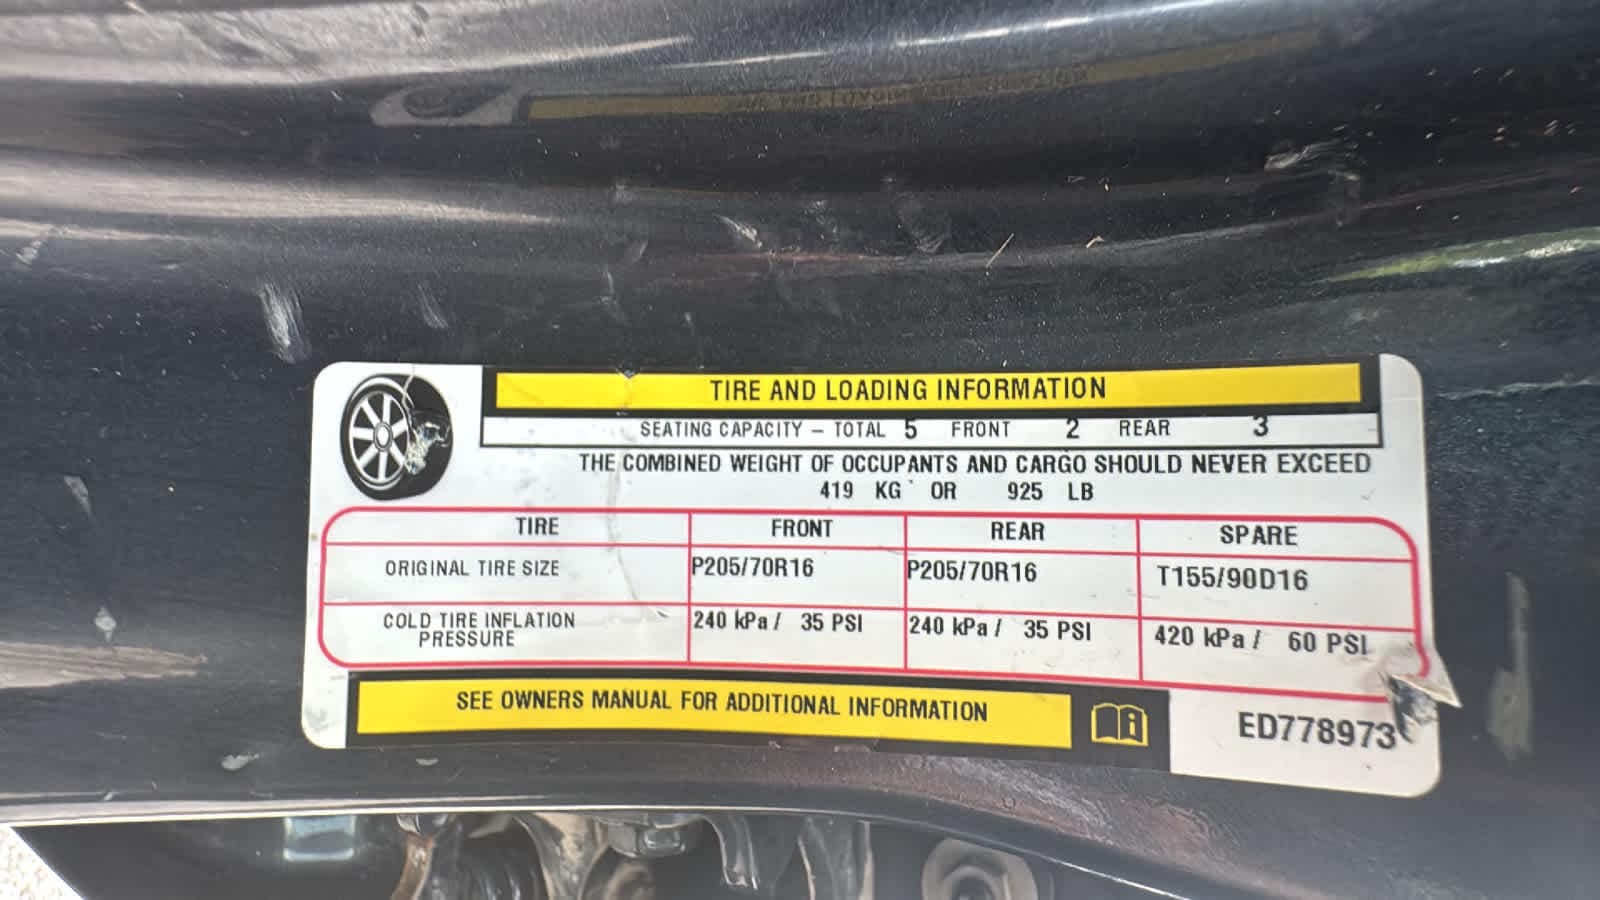 TIRE AND LOADING INFORMATION
SEATING CAPACITY – TOTAL 5 FRONT 2 REAR 3
THE COMBINED WEIGHT OF OCCUPANTS AND CARGO SHOULD NEVER EXCEED
419 KG OR 925 LB
TIRE FRONT REAR SPARE
ORIGINAL TIRE SIZE P205/70R16 P205/70R16 T155/90D16
COLD TIRE INFLATION PRESSURE 240 kPa / 35 PSI 240 kPa / 35 PSI 420 kPa / 60 PSI
SEE OWNERS MANUAL FOR ADDITIONAL INFORMATION
ED778973